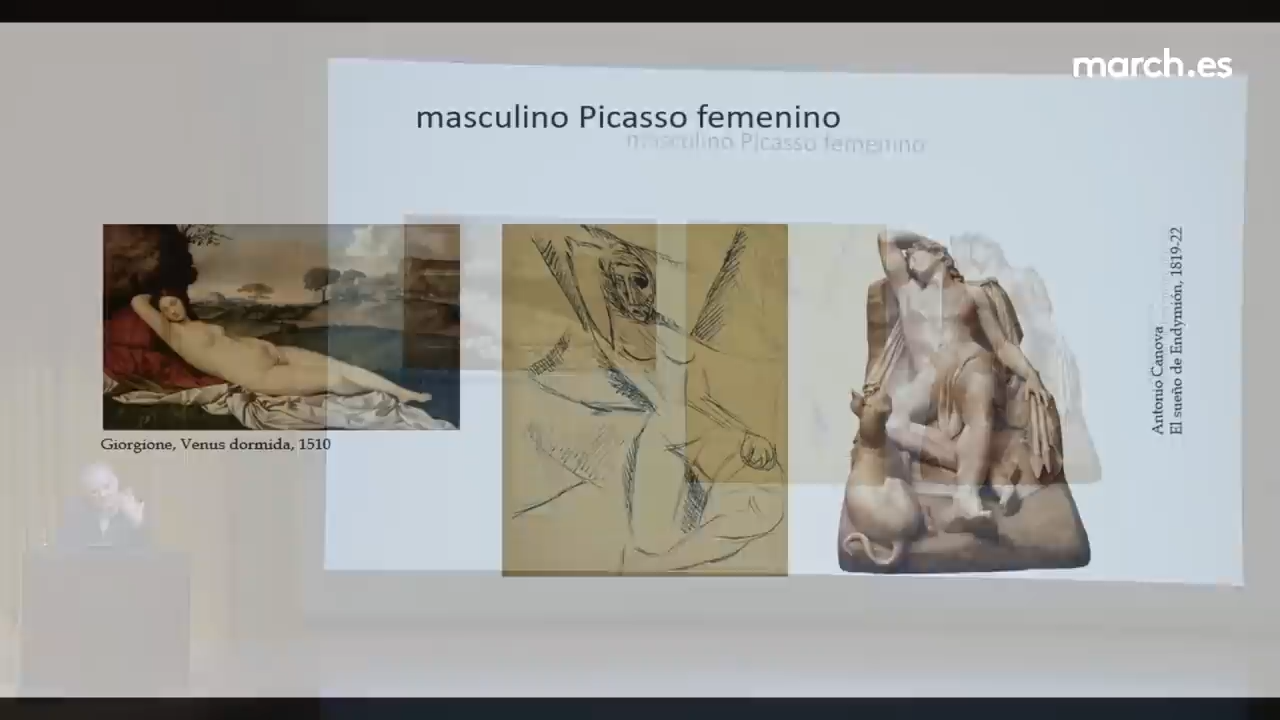 march.es
masculino Picasso femenino
masculino Picasso femenino
Giorgione, Venus dormida, 1510
Antonio Canova
El sueño de Endymión, 1819-22